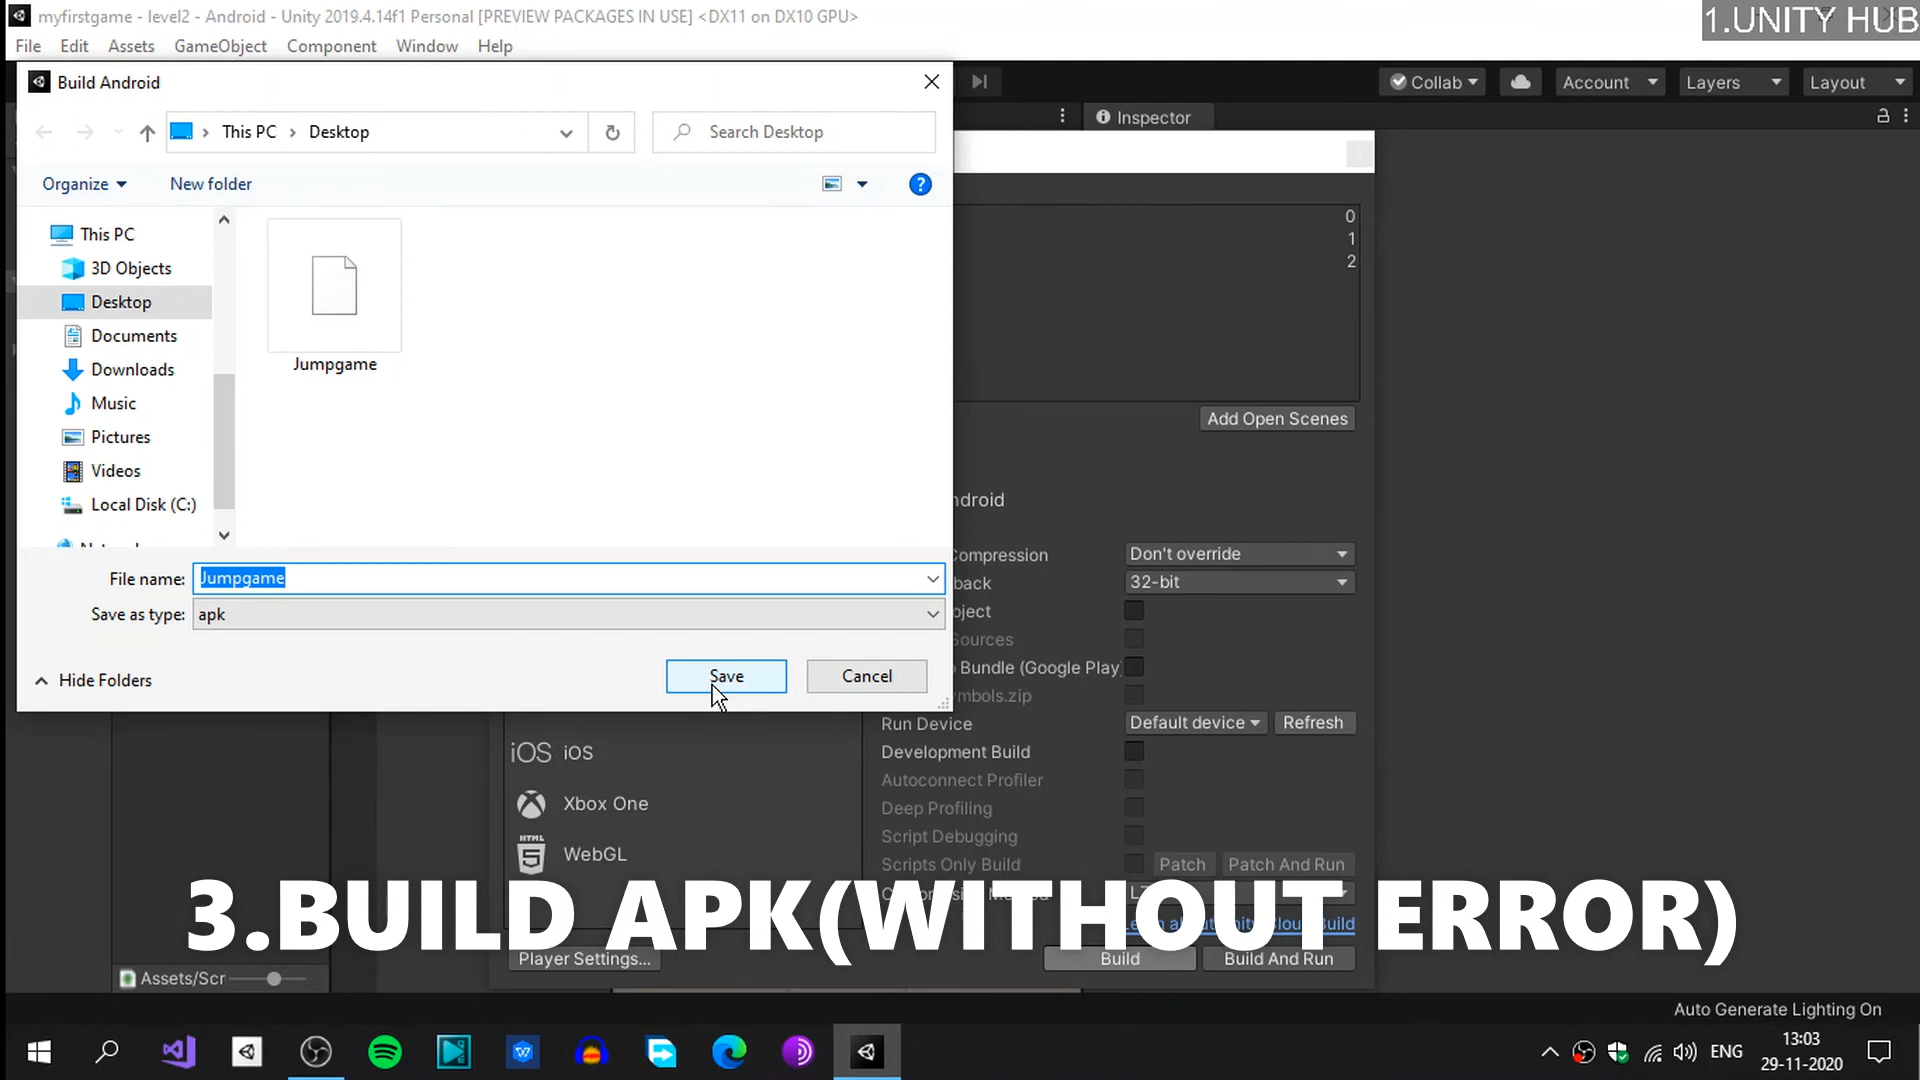 myfirstgame - level2 - Android - Unity 2019.4.14f1 Personal [PREVIEW PACKAGES IN USE] <DX11 on DX10 GPU>
1.UNITY HUB
File Edit Assets GameObject Component Window Help
Build Android
Collab Account Layers Layout
Inspector
This PC > Desktop
Search Desktop
Organize New folder
This PC
3D Objects
Desktop
Documents
Downloads
Music
Pictures
Videos
Local Disk (C:)
Jumpgame
0
1
2
Add Open Scenes
ndroid
File name: Jumpgame
Save as type: apk
Hide Folders
Save Cancel
Compression Don't override
back 32-bit
oject
Sources
Bundle (Google Play)
mbols.zip
Run Device Default device Refresh
Development Build
Autoconnect Profiler
Deep Profiling
Script Debugging
Scripts Only Build Patch Patch And Run
iOS iOS
Xbox One
HTML
5 WebGL
3.BUILD APK(WITHOUT ERROR)
Player Settings...
Build Build And Run
Assets/Scr
Auto Generate Lighting On
ENG
13:03
29-11-2020